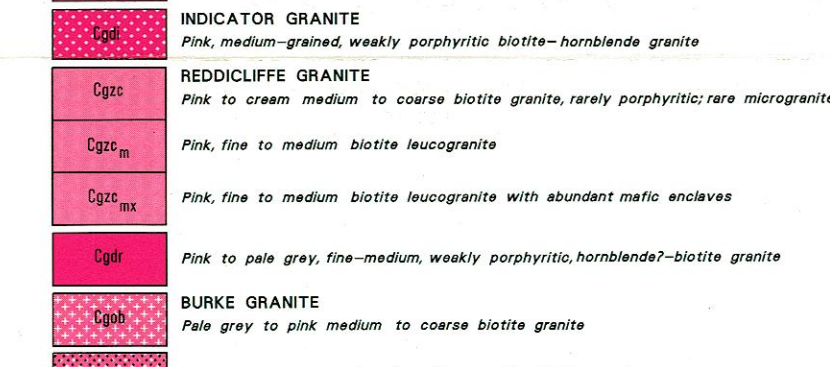 INDICATOR GRANITE
Cgdi
Pink, medium-grained, weakly porphyritic biotite-hornblende granite
REDDICLIFFE GRANITE
Cgzc
Pink to cream medium to coarse biotite granite, rarely porphyritic; rare microgranite
Cgzcm Pink, fine to medium biotite leucogranite
Cgzcmx Pink, fine to medium biotite leucogranite with abundant mafic enclaves
Cgdr Pink to pale grey, fine-medium, weakly porphyritic, hornblende?-biotite granite
BURKE GRANITE
Cgob
Pale grey to pink medium to coarse biotite granite